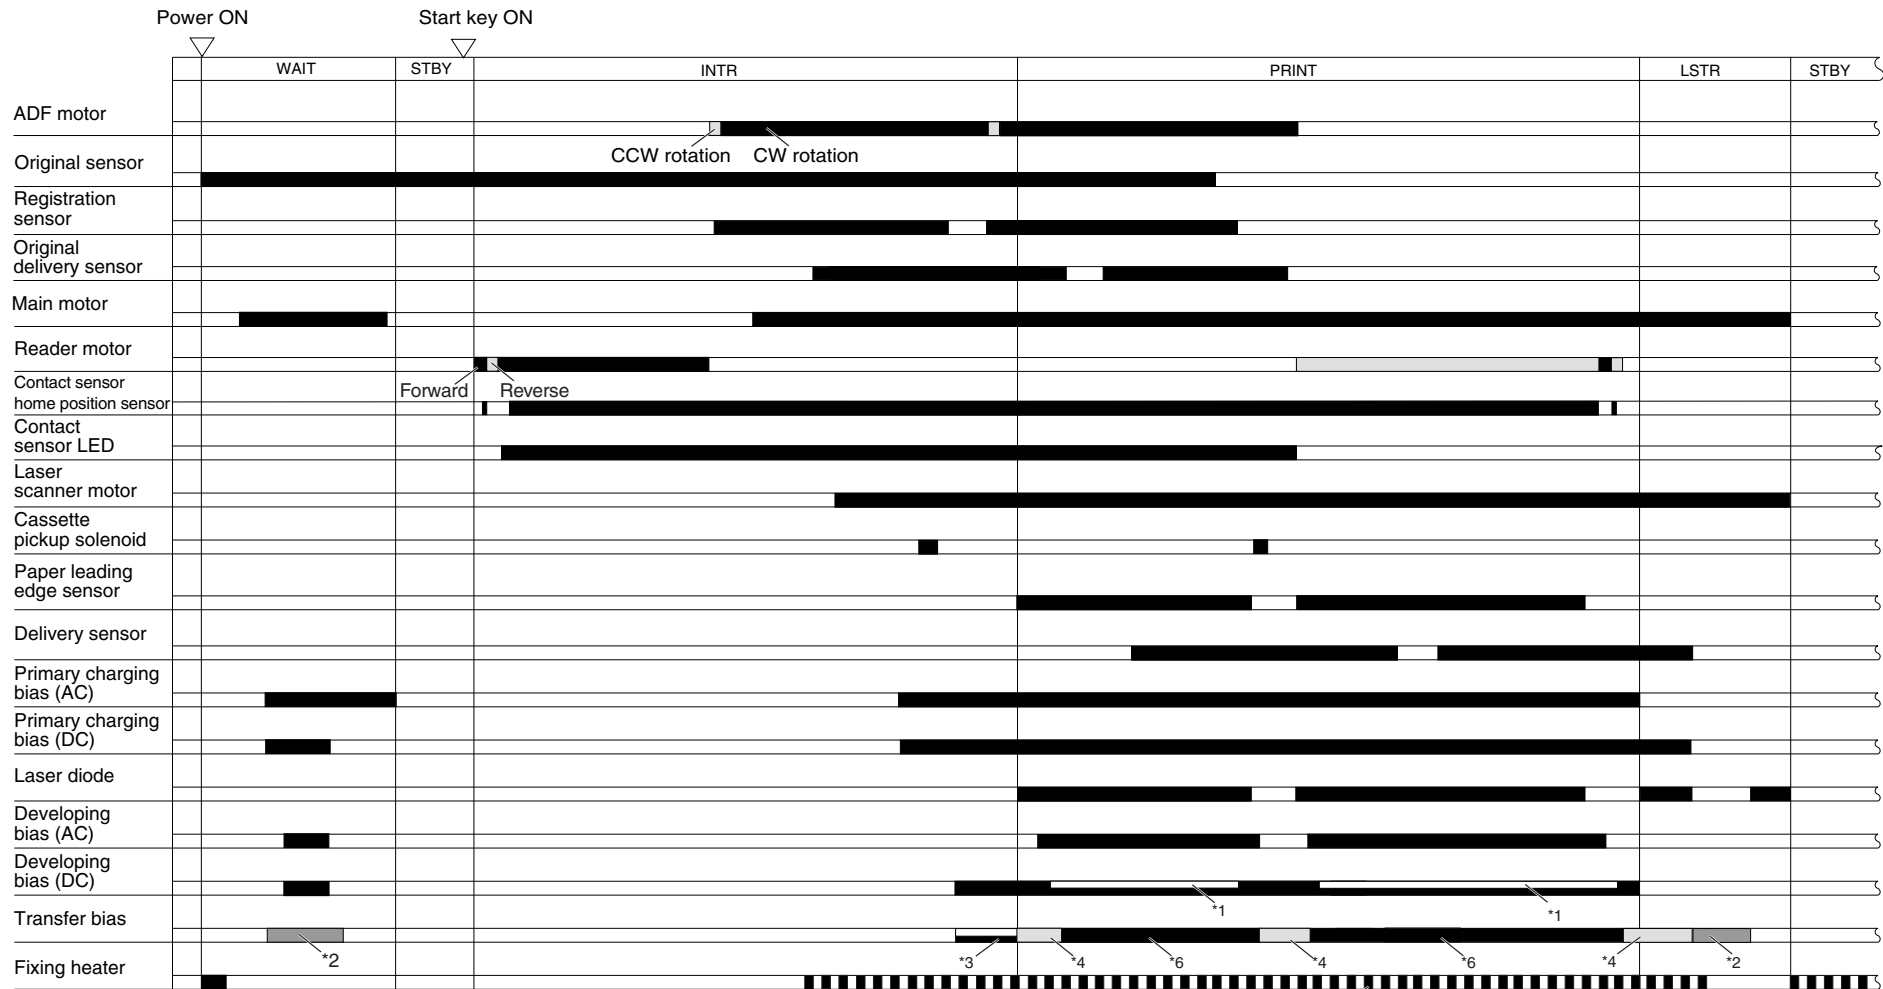 Power ON Start key ON
WAIT STBY INTR PRINT LSTR STBY
ADF motor
CCW rotation CW rotation
Original sensor
Registration
sensor
Original
delivery sensor
Main motor
Reader motor
Forward Reverse
Contact sensor
home position sensor
Contact
sensor LED
Laser
scanner motor
Cassette
pickup solenoid
Paper leading
edge sensor
Delivery sensor
Primary charging
bias (AC)
Primary charging
bias (DC)
Laser diode
Developing
bias (AC)
Developing
bias (DC)
*1 *1
Transfer bias
*2 *3 *4 *6 *4 *6 *4 *2
Fixing heater